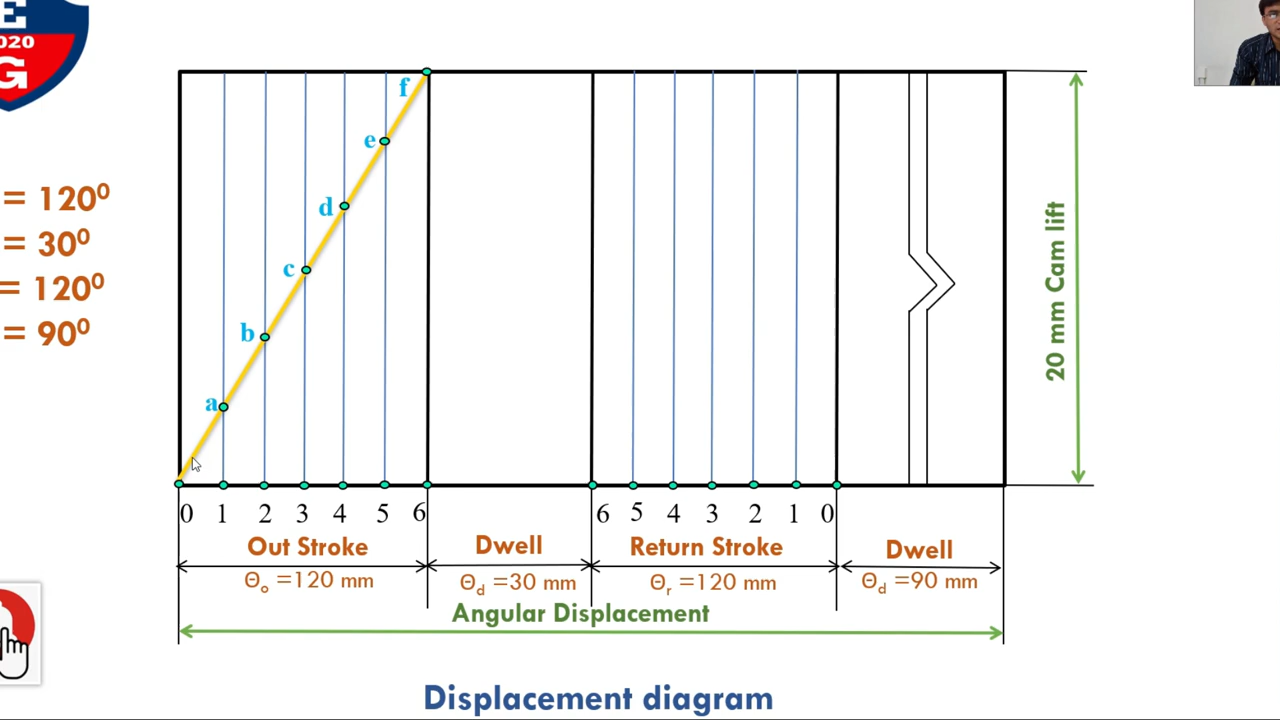 E
020
G
= 120⁰
= 30⁰
= 120⁰
= 90⁰
f
e
d
c
b
a
20 mm Cam lift
0 1 2 3 4 5 6 6 5 4 3 2 1 0
Out Stroke Dwell Return Stroke Dwell
Θₒ =120 mm Θd =30 mm Θr =120 mm Θd =90 mm
Angular Displacement
Displacement diagram